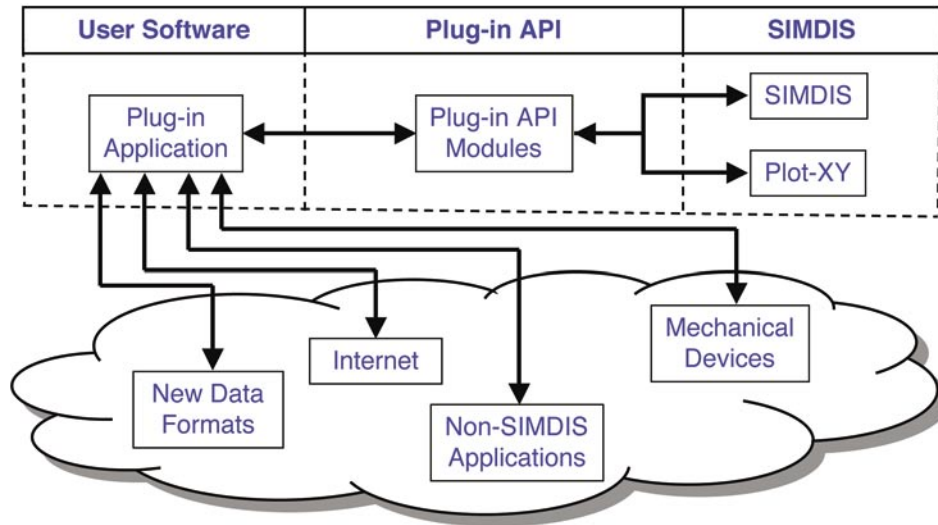 User Software
Plug-in API
SIMDIS
Plug-in
Application
Plug-in API
Modules
SIMDIS
Plot-XY
Mechanical
Devices
Internet
New Data
Formats
Non-SIMDIS
Applications